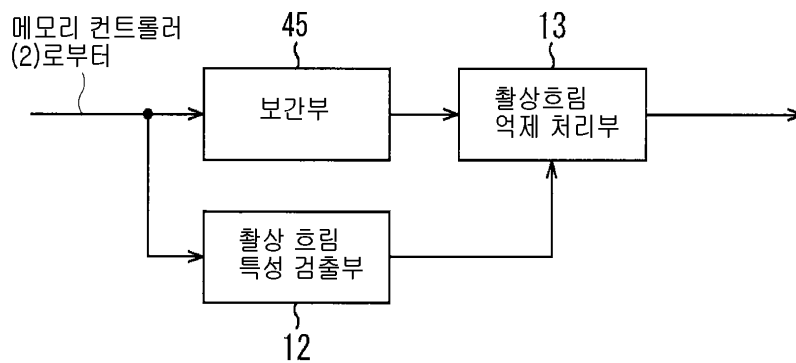 메모리 컨트롤러
(2)로부터
45
13
보간부
촬상흐름
억제 처리부
촬상 흐림
특성 검출부
12